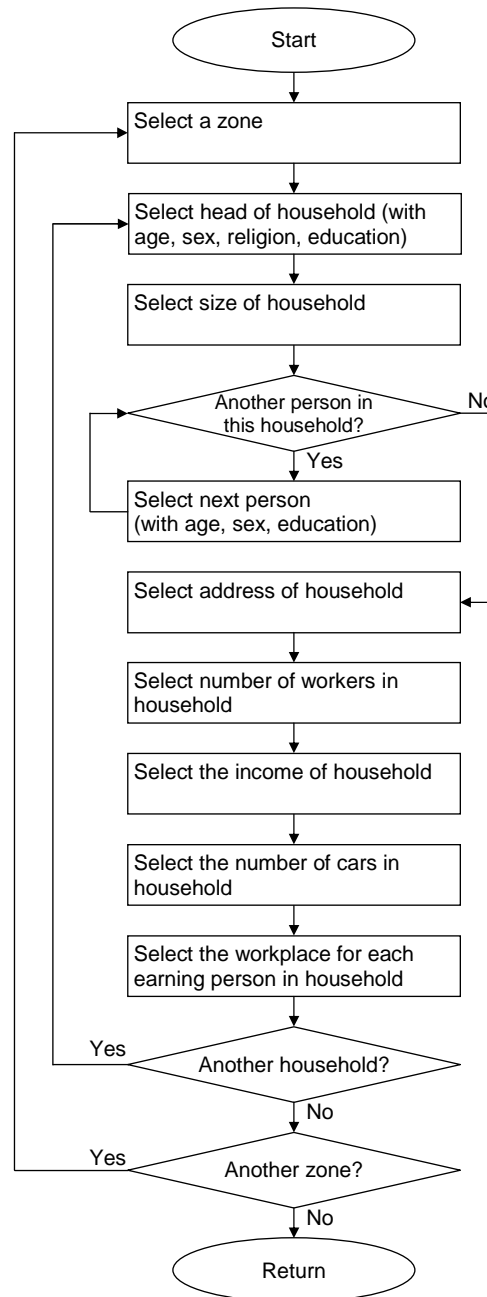 Start
Select a zone
Select head of household (with
age, sex, religion, education)
Select size of household
Another person in
this household?
No
Yes
Select next person
(with age, sex, education)
Select address of household
Select number of workers in
household
Select the income of household
Select the number of cars in
household
Select the workplace for each
earning person in household
Yes
Another household?
No
Yes
Another zone?
No
Return